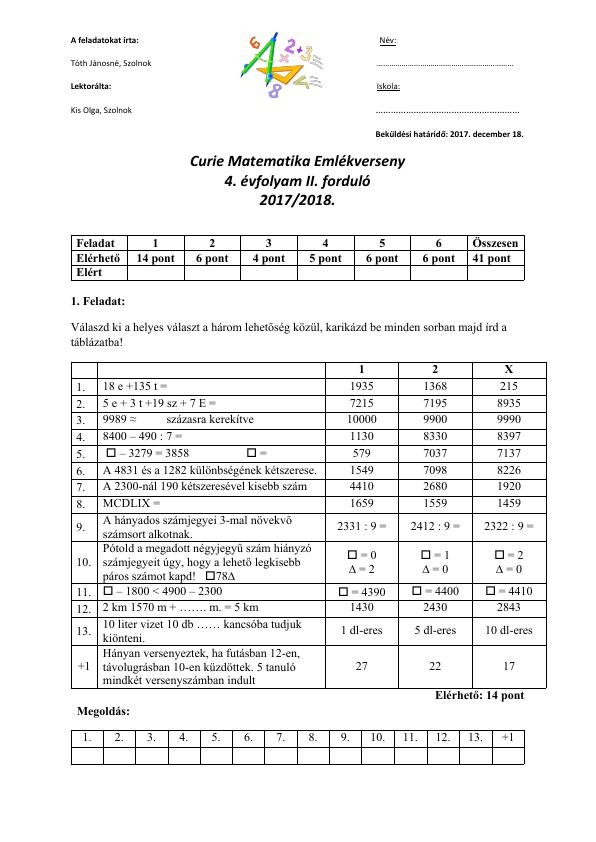 A feladatokat írta:
Tóth Jánosné, Szolnok
Lektorálta:
Kis Olga, Szolnok
Név:
……………………………………………………
Iskola:
………………………………………………
Beküldési határidő: 2017. december 18.
Curie Matematika Emlékverseny
4. évfolyam II. forduló
2017/2018.
Feladat 1 2 3 4 5 6 Összesen
Elérhető 14 pont 6 pont 4 pont 5 pont 6 pont 6 pont 41 pont
Elért
1. Feladat:
Válaszd ki a helyes választ a három lehetőség közül, karikázd be minden sorban majd írd a
táblázatba!
1 2 X
1. 18 e +135 t = 1935 1368 215
2. 5 e + 3 t +19 sz + 7 E = 7215 7195 8935
3. 9989 ≈ százasra kerekítve 10000 9900 9990
4. 8400 – 490 : 7 = 1130 8330 8397
5. □ – 3279 = 3858 □ = 579 7037 7137
6. A 4831 és a 1282 különbségének kétszerese. 1549 7098 8226
7. A 2300-nál 190 kétszeresével kisebb szám 4410 2680 1920
8. MCDLIX = 1659 1559 1459
9. A hányados számjegyei 3-mal növekvő
számsort alkotnak. 2331 : 9 = 2412 : 9 = 2322 : 9 =
10. Pótold a megadott négyjegyű szám hiányzó
számjegyeit úgy, hogy a lehető legkisebb
páros számot kapd! □78Δ
□ = 0 □ = 1 □ = 2
Δ = 2 Δ = 0 Δ = 0
11. □ – 1800 < 4900 – 2300 □ = 4390 □ = 4400 □ = 4410
12. 2 km 1570 m + ……. m. = 5 km 1430 2430 2843
13. 10 liter vizet 10 db …… kancsóba tudjuk
kiönteni. 1 dl-eres 5 dl-eres 10 dl-eres
+1 Hányan versenyeztek, ha futásban 12-en,
távolugrásban 10-en küzdöttek. 5 tanuló
mindkét versenyszámban indult 27 22 17
Elérhető: 14 pont
Megoldás:
1. 2. 3. 4. 5. 6. 7. 8. 9. 10. 11. 12. 13. +1